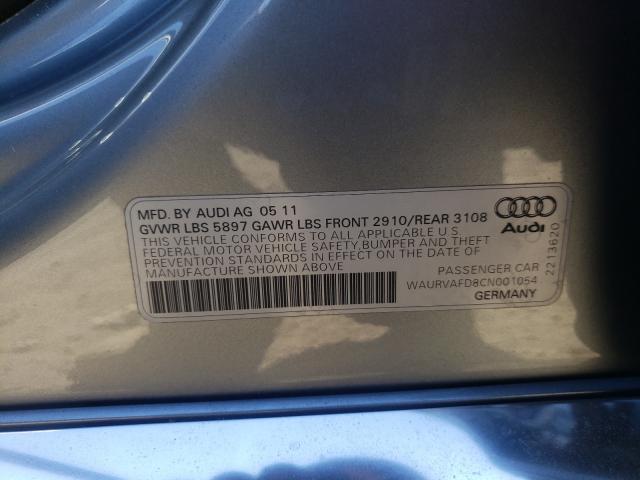 MFD. BY AUDI AG 05 11
GVWR LBS 5897 GAWR LBS FRONT 2910/REAR 3108
THIS VEHICLE CONFORMS TO ALL APPLICABLE U.S.
FEDERAL MOTOR VEHICLE SAFETY,BUMPER AND THEFT
PREVENTION STANDARDS IN EFFECT ON THE DATE OF
MANUFACTURE SHOWN ABOVE
Audi
PASSENGER CAR
WAURVAFD8CN001054
GERMANY
2213620